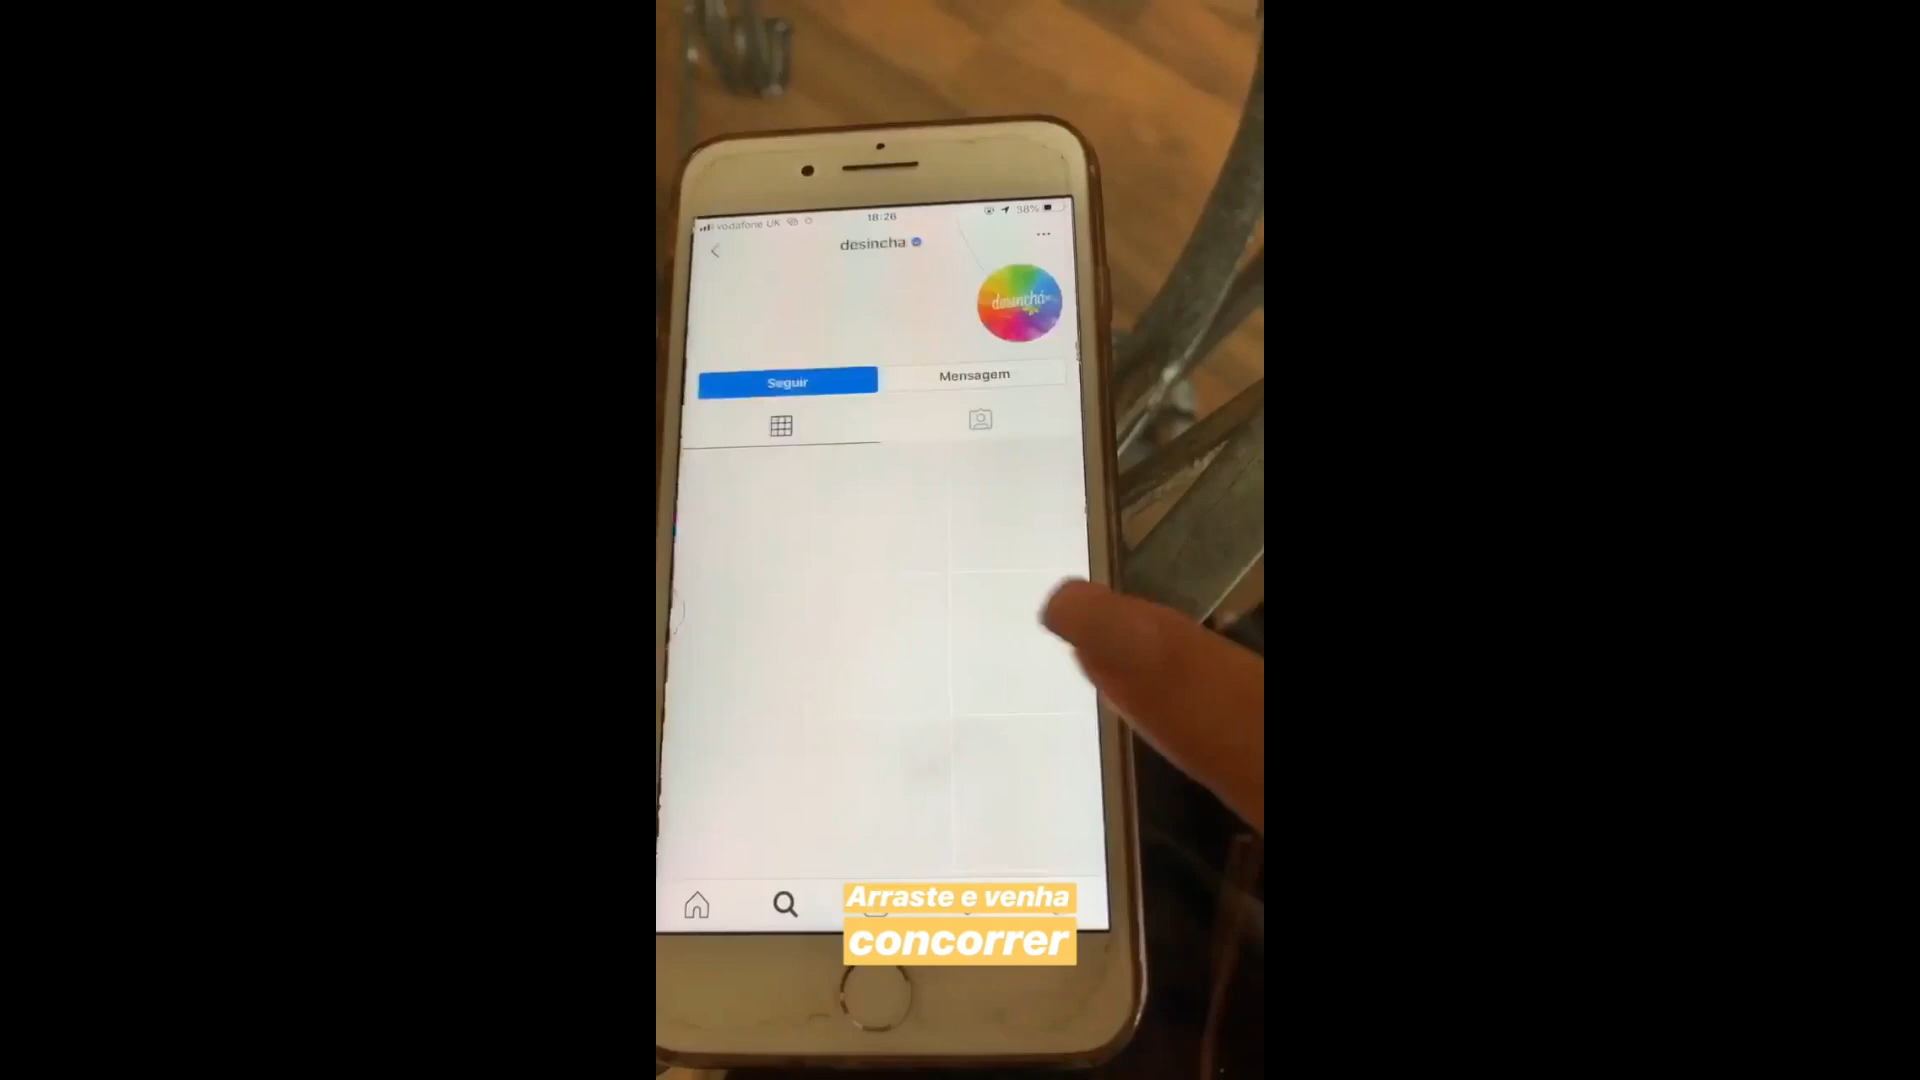 vodafone UK
18:26
38%
desincha
desinchá
Seguir
Mensagem
Arraste e venha
concorrer